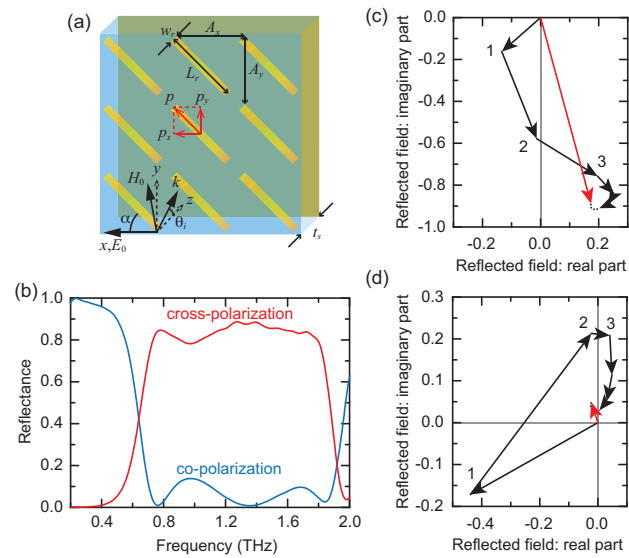 (a)
w_r
A_x
L_r
A_y
p
p_y
p_x
H_0
y
k
z
α
θ_i
x,E_0
t_s
(b)
Reflectance
1.0
0.8
0.6
0.4
0.2
0.0
cross-polarization
co-polarization
0.4
0.8
1.2
1.6
2.0
Frequency (THz)
(c)
Reflected field: imaginary part
0.0
-0.2
-0.4
-0.6
-0.8
-1.0
1
2
3
-0.2
0.0
0.2
Reflected field: real part
(d)
Reflected field: imaginary part
0.3
0.2
0.1
0.0
-0.1
-0.2
2
3
1
-0.4
-0.2
0.0
Reflected field: real part